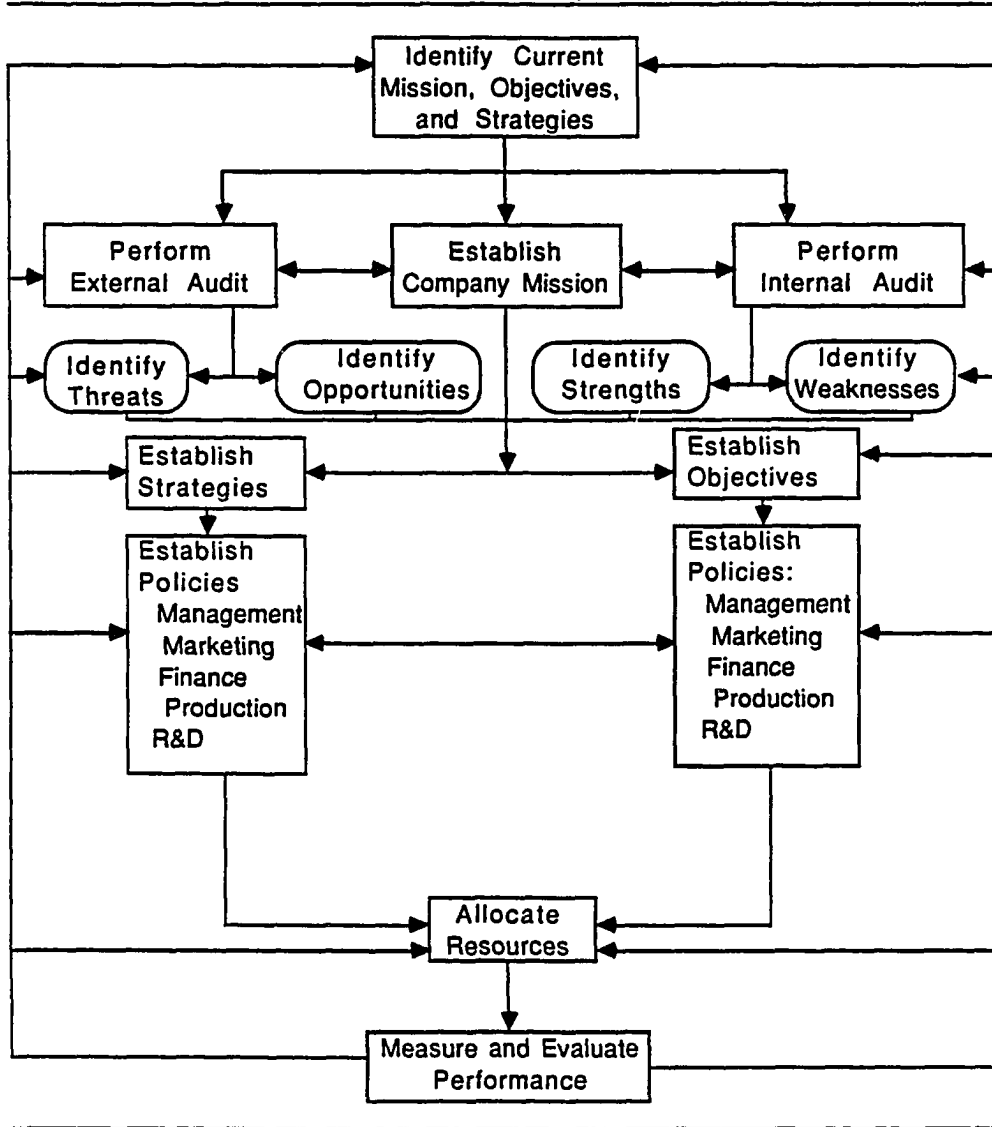 Identify Current
Mission, Objectives,
and Strategies
Perform
External Audit
Establish
Company Mission
Perform
Internal Audit
Identify
Threats
Identify
Opportunities
Identify
Strengths
Identify
Weaknesses
Establish
Strategies
Establish
Objectives
Establish
Policies
Management
Marketing
Finance
Production
R&D
Establish
Policies:
Management
Marketing
Finance
Production
R&D
Allocate
Resources
Measure and Evaluate
Performance